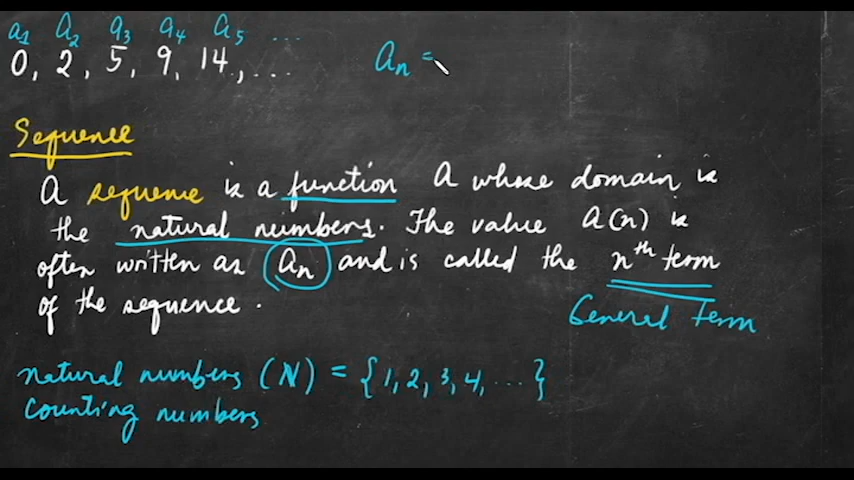 a₁ a₂ a₃ a₄ a₅ ...
0, 2, 5, 9, 14, ... aₙ =
Sequence
A sequence is a function A whose domain is
the natural numbers. The value A(n) is
often written as aₙ and is called the nᵗʰ term
of the sequence.
General Term
natural numbers (N) = {1, 2, 3, 4, ...}
Counting numbers